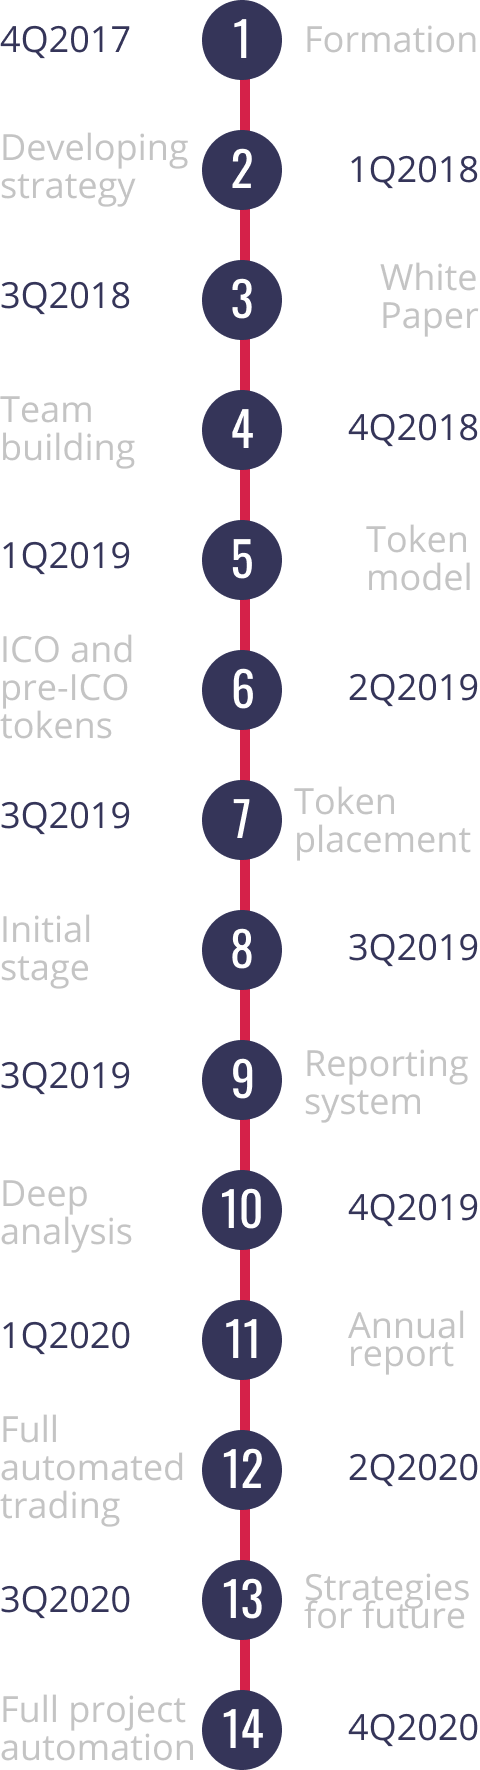 4Q2017
1
Formation
Developing
strategy
2
1Q2018
3Q2018
3
White
Paper
Team
building
4
4Q2018
1Q2019
5
Token
model
ICO and
pre-ICO
tokens
6
2Q2019
3Q2019
7
Token
placement
Initial
stage
8
3Q2019
3Q2019
9
Reporting
system
Deep
analysis
10
4Q2019
1Q2020
11
Annual
report
Full
automated
trading
12
2Q2020
3Q2020
13
Strategies
for future
Full project
automation
14
4Q2020